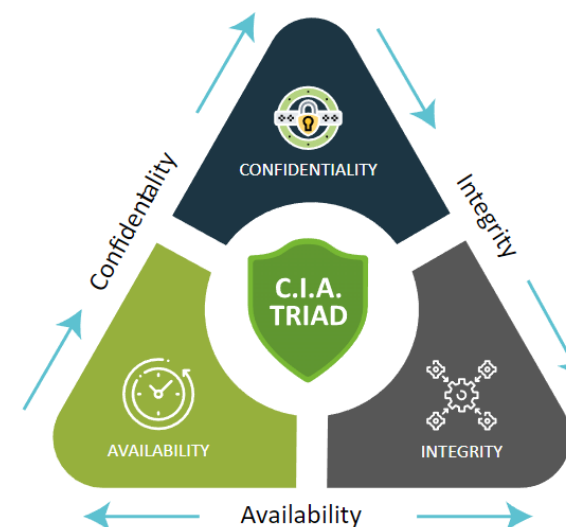 CONFIDENTIALITY
Confidentiality
Integrity
C.I.A.
TRIAD
AVAILABILITY
INTEGRITY
Availability